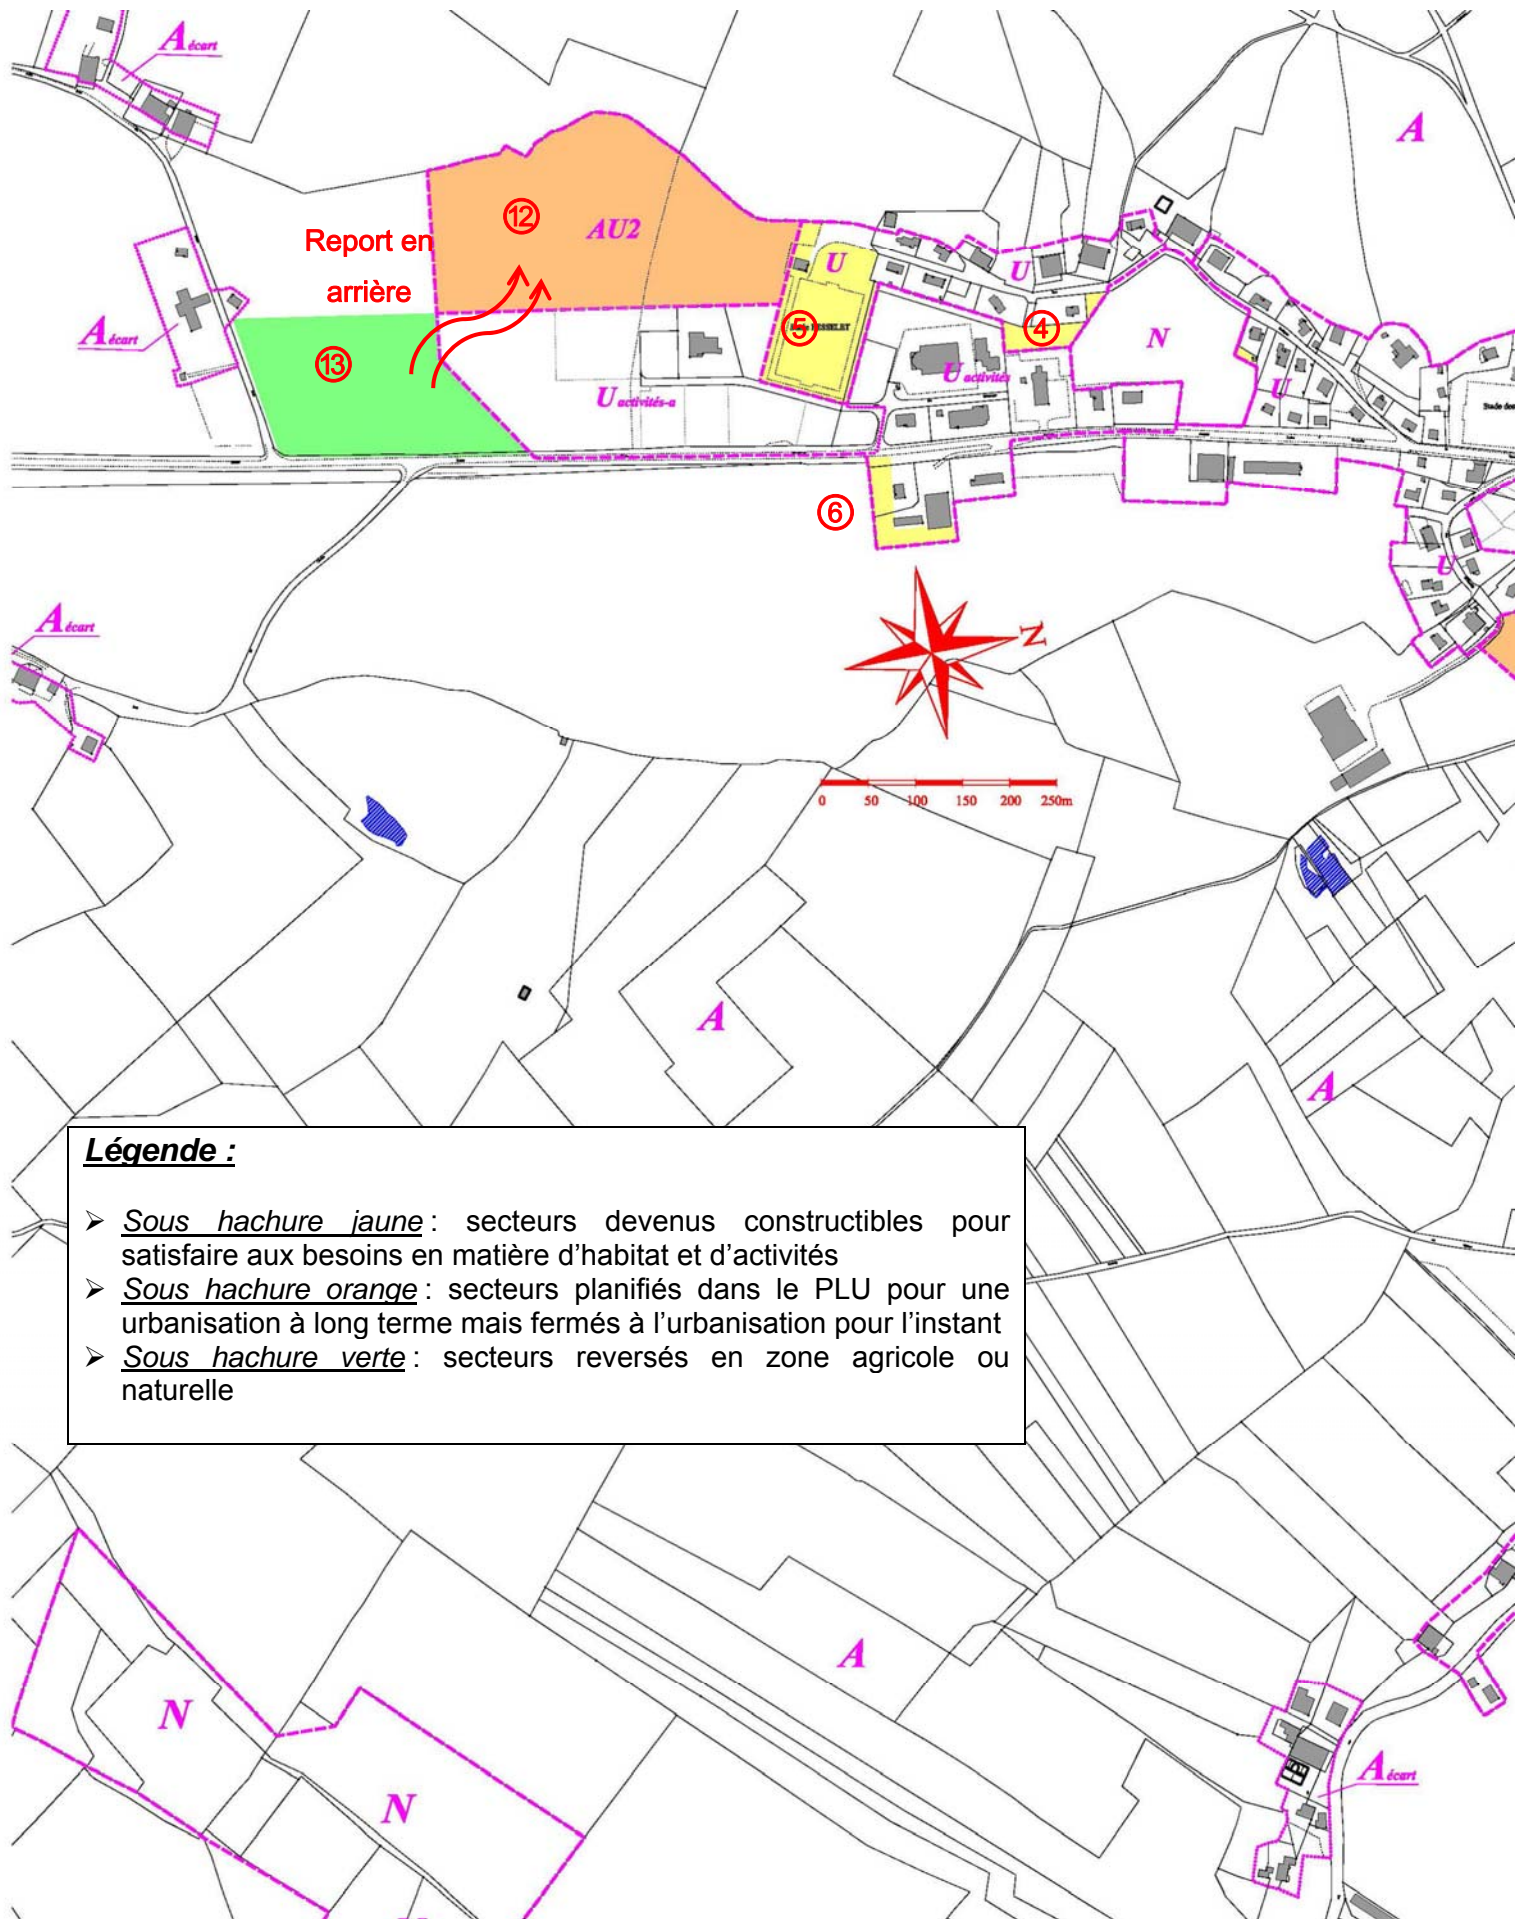 A écart
A
12
AU2
Report en
arrière
U
U
A écart
13
5
4
N
U activités
U activités-a
U
Stade des
6
U
A écart
N
0 50 100 150 200 250m
A
A
Légende :
➢ Sous hachure jaune : secteurs devenus constructibles pour
satisfaire aux besoins en matière d’habitat et d’activités
➢ Sous hachure orange : secteurs planifiés dans le PLU pour une
urbanisation à long terme mais fermés à l’urbanisation pour l’instant
➢ Sous hachure verte : secteurs reversés en zone agricole ou
naturelle
A
N
A écart
N